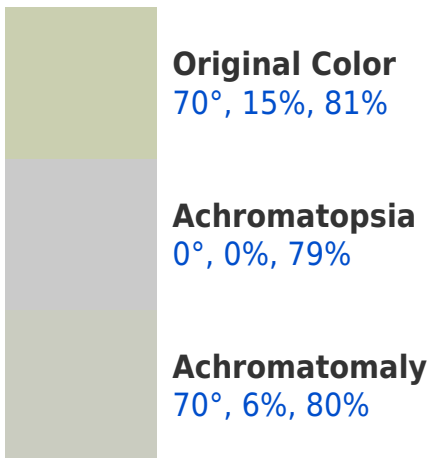 Original Color
70°, 15%, 81%
Achromatopsia
0°, 0%, 79%
Achromatomaly
70°, 6%, 80%